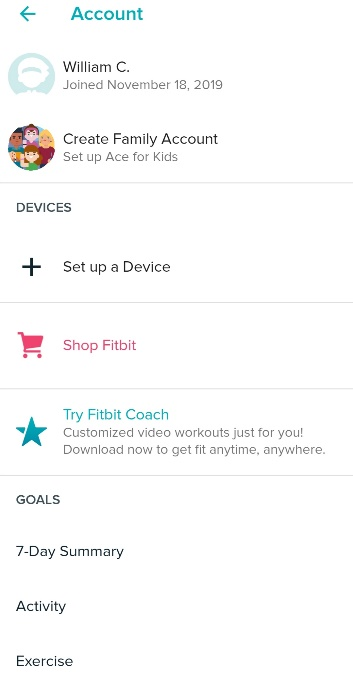 Account
William C.
Joined November 18, 2019
Create Family Account
Set up Ace for Kids
DEVICES
Set up a Device
Shop Fitbit
Try Fitbit Coach
Customized video workouts just for you!
Download now to get fit anytime, anywhere.
GOALS
7-Day Summary
Activity
Exercise